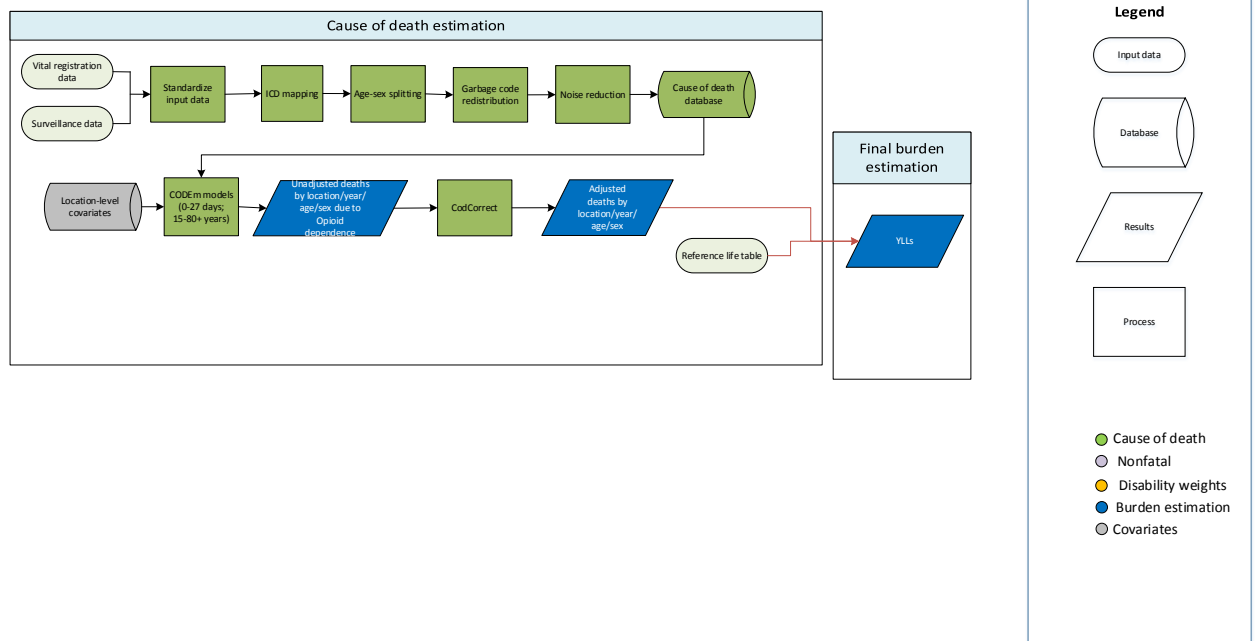 Cause of death estimation
Vital registration
data
Surveillance data
Standardize
input data
ICD mapping
Age-sex splitting
Garbage code
redistribution
Noise reduction
Cause of death
database
Location-level
covariates
CODEm models
(0-27 days;
15-80+ years)
Unadjusted deaths
by location/year/
age/sex due to
Opioid
dependence
CodCorrect
Adjusted
deaths by
location/year/
age/sex
Reference life table
Final burden
estimation
YLLs
Legend
Input data
Database
Results
Process
Cause of death
Nonfatal
Disability weights
Burden estimation
Covariates